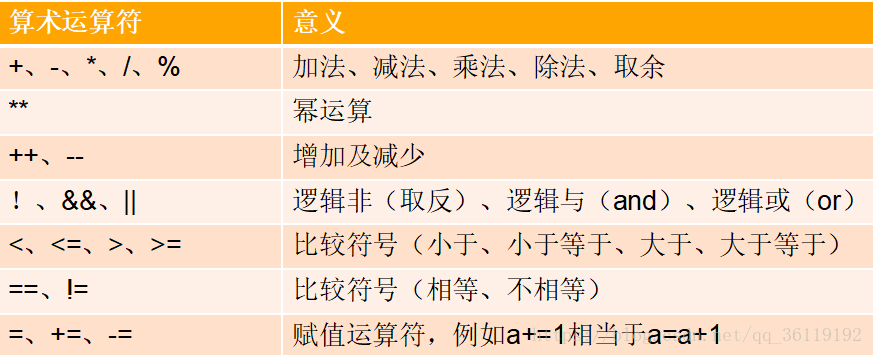 算术运算符 意义
+、-、*、/、% 加法、减法、乘法、除法、取余
** 幂运算
++、-- 增加及减少
！、&&、|| 逻辑非（取反）、逻辑与（and）、逻辑或（or）
<、<=、>、>= 比较符号（小于、小于等于、大于、大于等于）
==、!= 比较符号（相等、不相等）
=、+=、-= 赋值运算符，例如a+=1相当于a=a+1
.net/qq_36119192